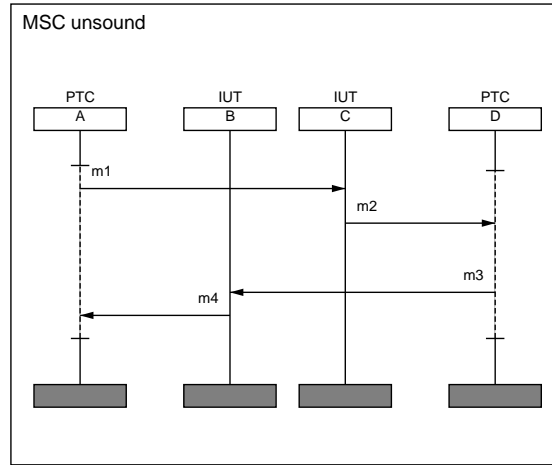 MSC unsound
PTC IUT IUT PTC
A B C D
m1
m2
m3
m4